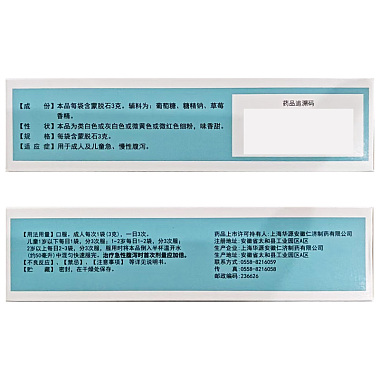 【成 份】本品每袋含蒙脱石3克。辅料为：葡萄糖、糖精钠、草莓
香精。
【性 状】本品为类白色或灰白色或微黄色或微红色细粉，味香甜。
【规 格】每袋含蒙脱石3克。
【适 应 症】用于成人及儿童急、慢性腹泻。
药品追溯码
【用法用量】口服，成人每次1袋(3克)，一日3次。
儿童1岁以下每日1袋，分3次服；1-2岁每日1-2袋，分3次服；
2岁以上每日2-3袋，分3次服，服用时将本品倒入半杯温开水
(约50毫升)中混匀快速服完。治疗急性腹泻时首次剂量应加倍。
【不良反应】、【禁忌】、【注意事项】 等详见说明书。
【贮 藏】密封，在干燥处保存。
药品上市许可持有人：上海华源安徽仁济制药有限公司
注册地址：安徽省太和县工业园区A区
生产企业：上海华源安徽仁济制药有限公司
生产地址：安徽省太和县工业园区A区
联系方式：0558-8216059
传 真：0558-8216058
邮政编码：236626